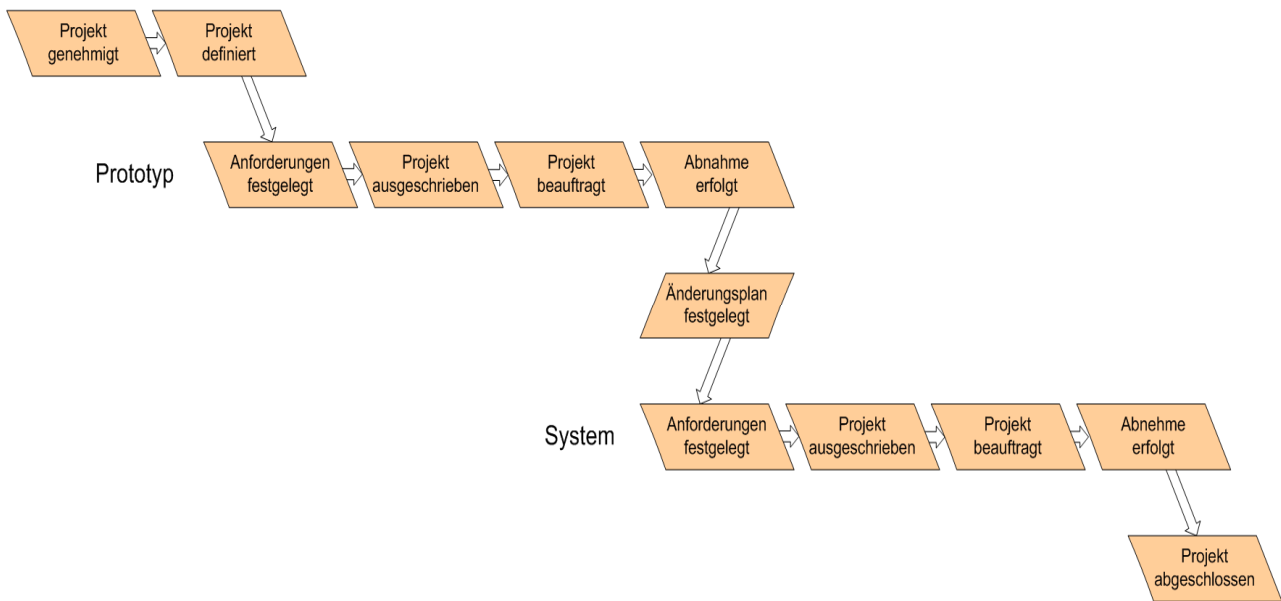 Projekt
genehmigt
Projekt
definiert
Prototyp
Anforderungen
festgelegt
Projekt
ausgeschrieben
Projekt
beauftragt
Abnahme
erfolgt
Änderungsplan
festgelegt
System
Anforderungen
festgelegt
Projekt
ausgeschrieben
Projekt
beauftragt
Abnehme
erfolgt
Projekt
abgeschlossen